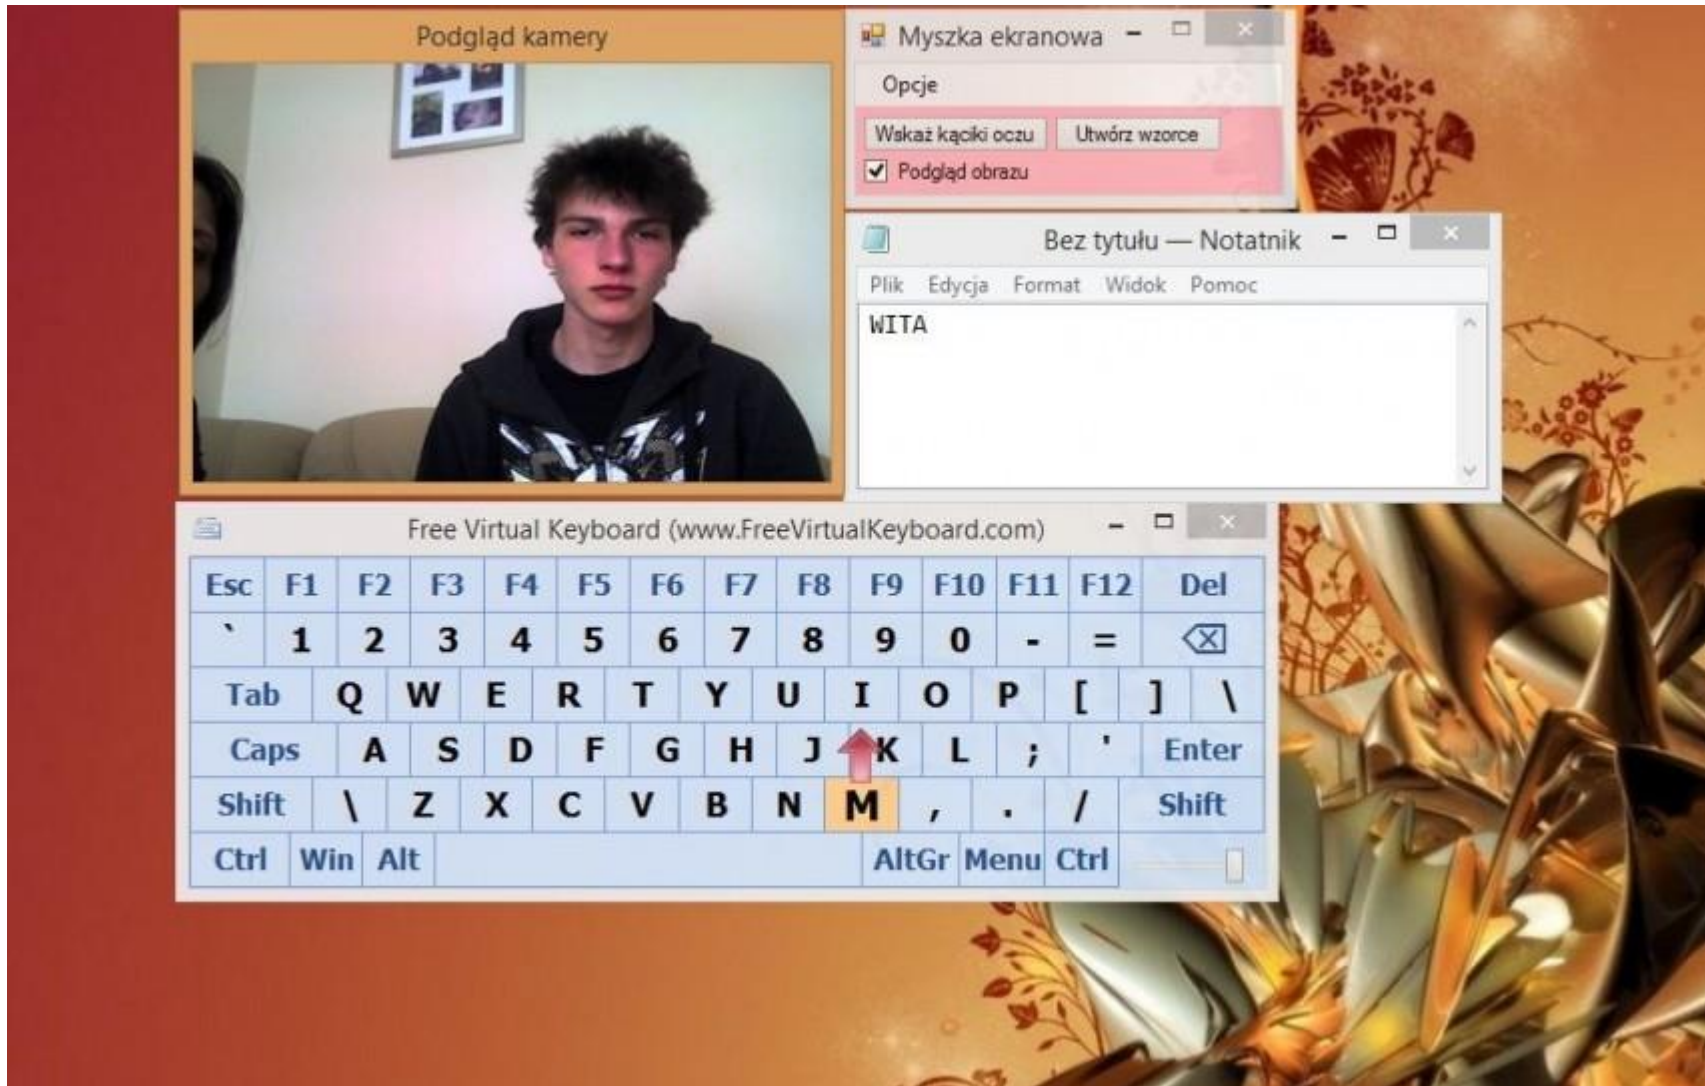 Podgląd kamery
Myszka ekranowa
Opcje
Wskaż kąciki oczu Utwórz wzorce
Podgląd obrazu
Bez tytułu — Notatnik
Plik Edycja Format Widok Pomoc
WITA
Free Virtual Keyboard (www.FreeVirtualKeyboard.com)
Esc F1 F2 F3 F4 F5 F6 F7 F8 F9 F10 F11 F12 Del
` 1 2 3 4 5 6 7 8 9 0 - =
Tab Q W E R T Y U I O P [ ] \
Caps A S D F G H J K L ; ' Enter
Shift \ Z X C V B N M , . / Shift
Ctrl Win Alt AltGr Menu Ctrl